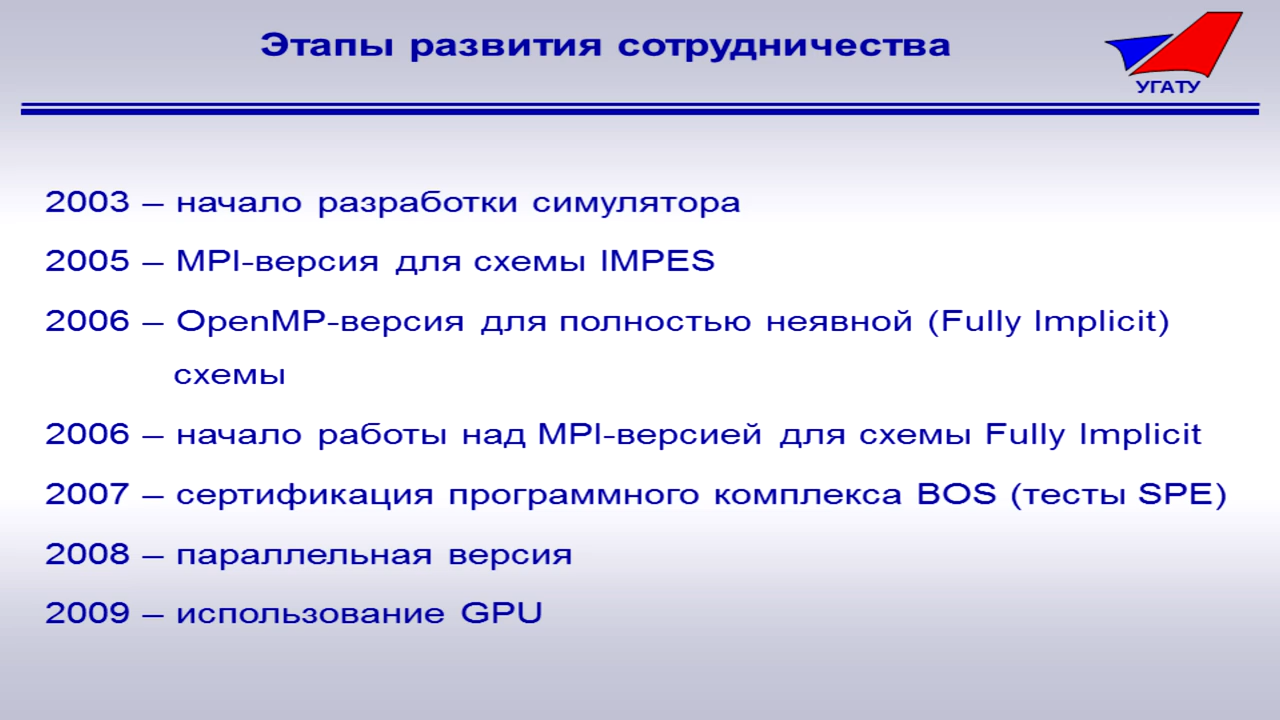 Этапы развития сотрудничества
УГАТУ
2003 – начало разработки симулятора
2005 – MPI-версия для схемы IMPES
2006 – OpenMP-версия для полностью неявной (Fully Implicit)
схемы
2006 – начало работы над MPI-версией для схемы Fully Implicit
2007 – сертификация программного комплекса BOS (тесты SPE)
2008 – параллельная версия
2009 – использование GPU